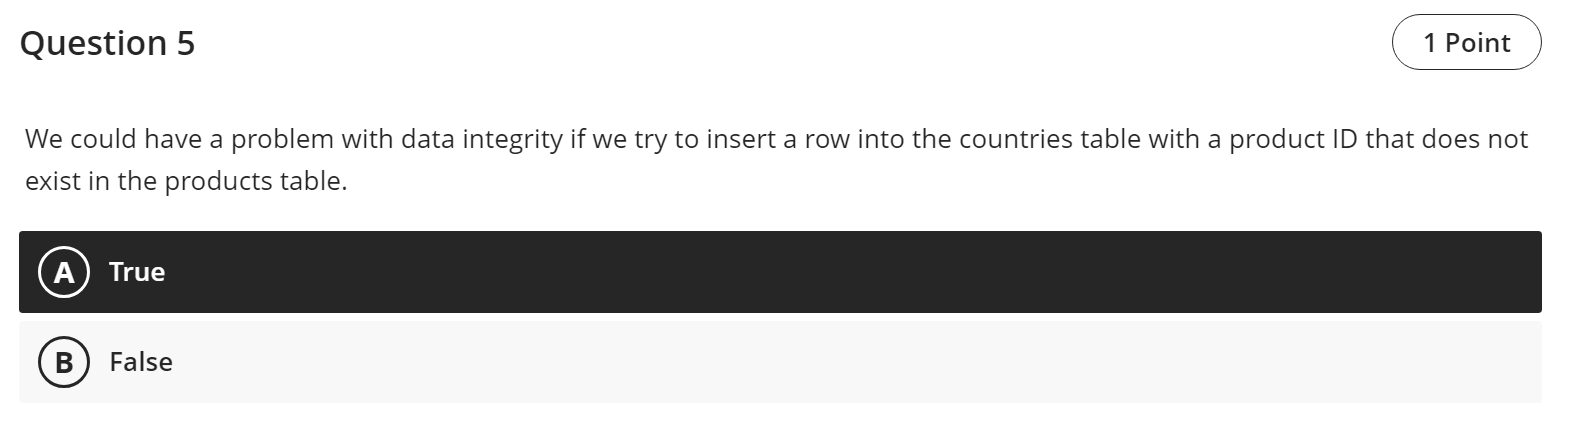 Question 5
1 Point
We could have a problem with data integrity if we try to insert a row into the countries table with a product ID that does not
exist in the products table.
A True
B False